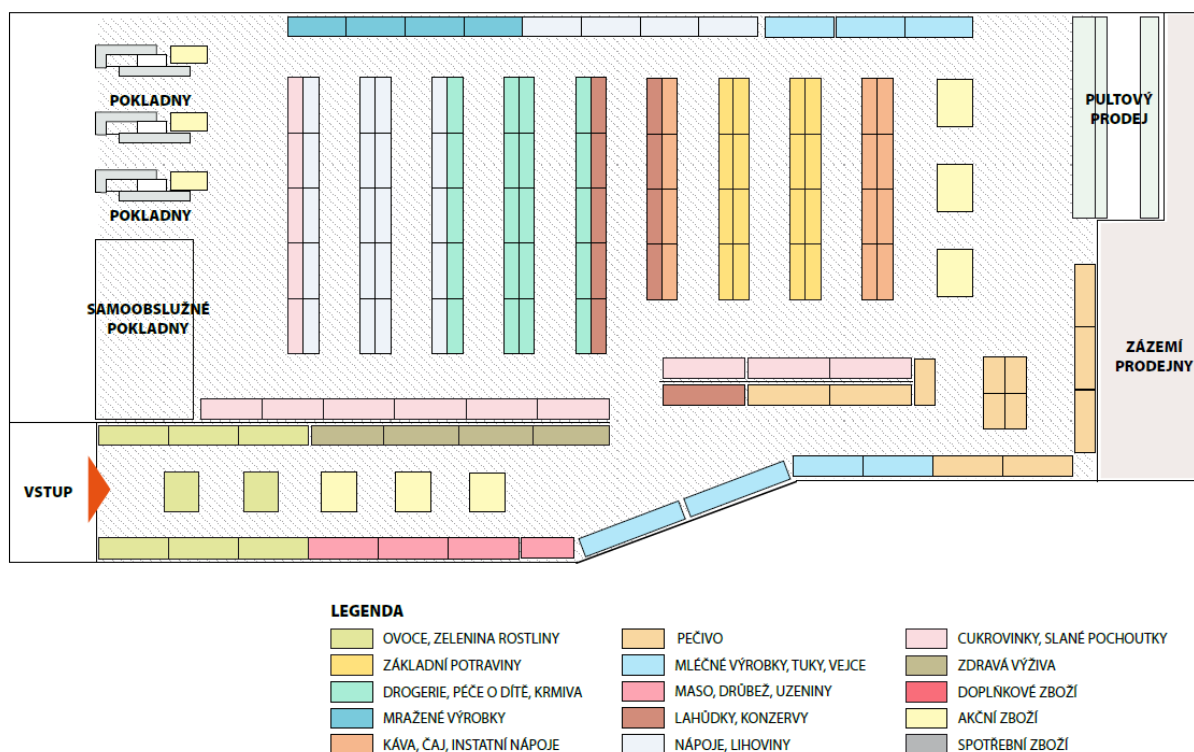 POKLADNY
POKLADNY
SAMOOBSLUŽNÉ
POKLADNY
VSTUP
PULTOVÝ
PRODEJ
ZÁZEMÍ
PRODEJNY
LEGENDA
OVOCE, ZELENINA ROSTLINY
ZÁKLADNÍ POTRAVINY
DROGERIE, PÉČE O DÍTĚ, KRMIVA
MRAŽENÉ VÝROBKY
KÁVA, ČAJ, INSTATNÍ NÁPOJE
PEČIVO
MLÉČNÉ VÝROBKY, TUKY, VEJCE
MASO, DRŮBEŽ, UZENINY
LAHŮDKY, KONZERVY
NÁPOJE, LIHOVINY
CUKROVINKY, SLANÉ POCHOUTKY
ZDRAVÁ VÝŽIVA
DOPLŇKOVÉ ZBOŽÍ
AKČNÍ ZBOŽÍ
SPOTŘEBNÍ ZBOŽÍ